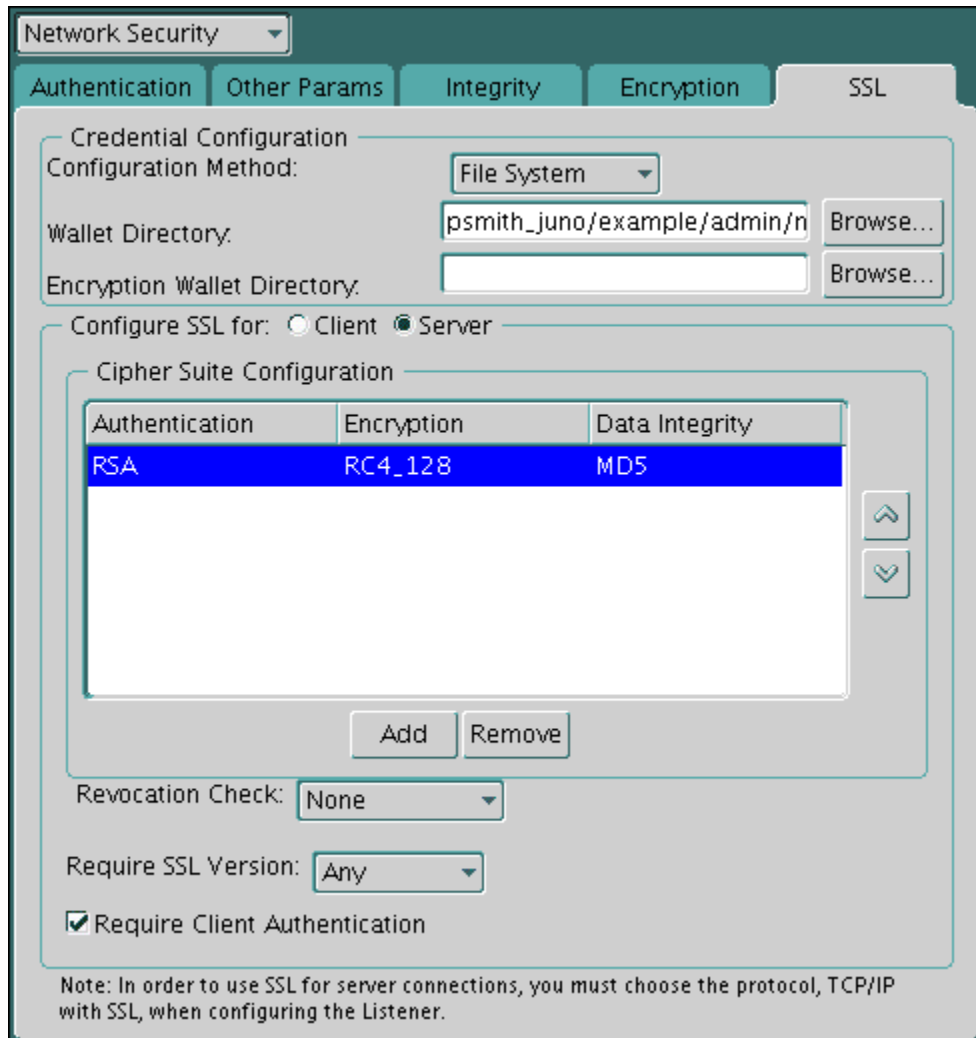 Network Security
Authentication Other Params Integrity Encryption SSL
Credential Configuration
Configuration Method: File System
Wallet Directory: psmith_juno/example/admin/n Browse...
Encryption Wallet Directory: Browse...
Configure SSL for: Client Server
Cipher Suite Configuration
Authentication Encryption Data Integrity
RSA RC4_128 MD5
Add Remove
Revocation Check: None
Require SSL Version: Any
Require Client Authentication
Note: In order to use SSL for server connections, you must choose the protocol, TCP/IP
with SSL, when configuring the Listener.